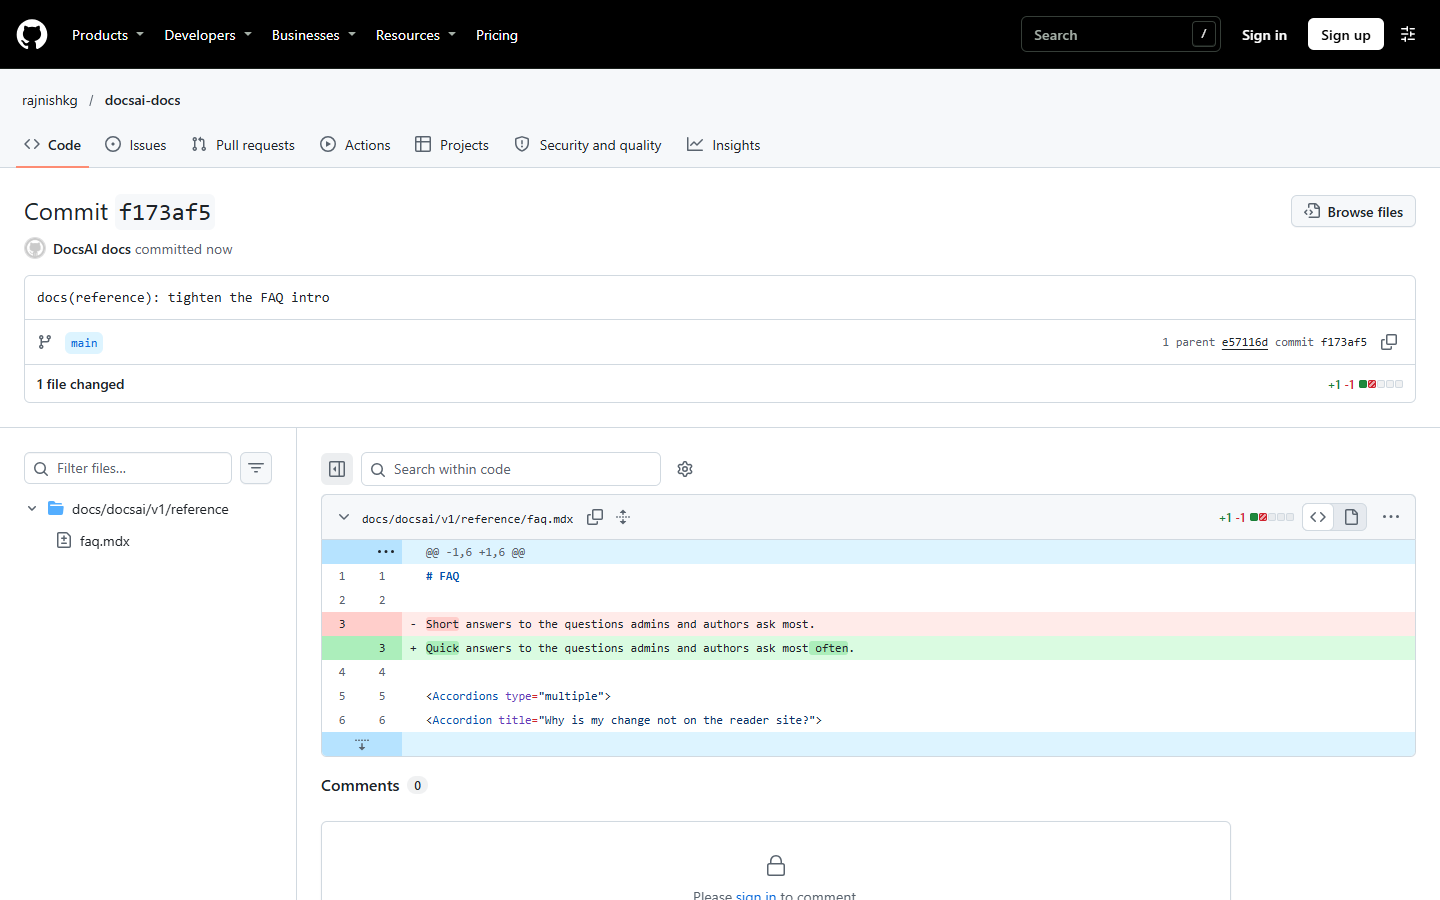 Products Developers Businesses Resources Pricing Search / Sign in Sign up
rajnishkg / docsai-docs
Code Issues Pull requests Actions Projects Security and quality Insights
Commit f173af5 Browse files
DocsAI docs committed now
docs(reference): tighten the FAQ intro
main 1 parent e57116d commit f173af5
1 file changed +1 -1
Filter files... Search within code
docs/docsai/v1/reference
faq.mdx
docs/docsai/v1/reference/faq.mdx +1 -1
@@ -1,6 +1,6 @@
1 1 # FAQ
2 2
3 - Short answers to the questions admins and authors ask most.
3 + Quick answers to the questions admins and authors ask most often.
4 4
5 5 <Accordions type="multiple">
6 6 <Accordion title="Why is my change not on the reader site?">
Comments 0
Please sign in to comment